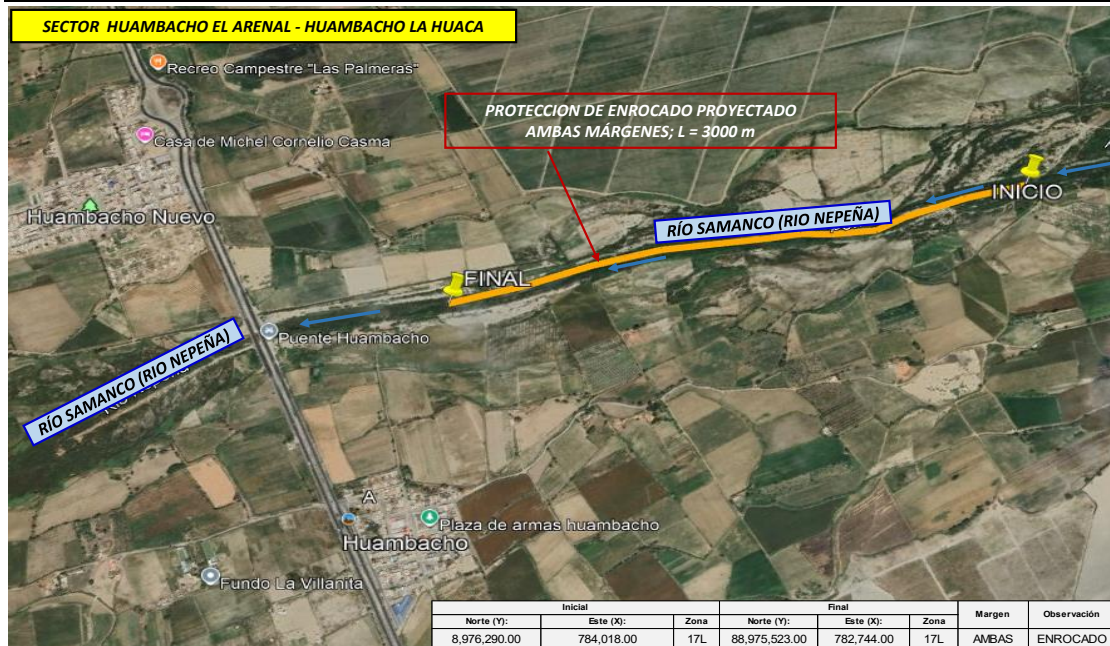 SECTOR HUAMBACHO EL ARENAL - HUAMBACHO LA HUACA
Recreo Campestre "Las Palmeras"
PROTECCION DE ENROCADO PROYECTADO
AMBAS MÁRGENES; L = 3000 m
Casa de Michel Cornelio Casma
INICIO
Huambacho Nuevo
RÍO SAMANCO (RIO NEPEÑA)
FINAL
Puente Huambacho
RÍO SAMANCO (RIO NEPEÑA)
A
Plaza de armas huambacho
Huambacho
Fundo La Villanita
Inicial Final Margen Observación
Norte (Y): Este (X): Zona Norte (Y): Este (X): Zona
8,976,290.00 784,018.00 17L 88,975,523.00 782,744.00 17L AMBAS ENROCADO